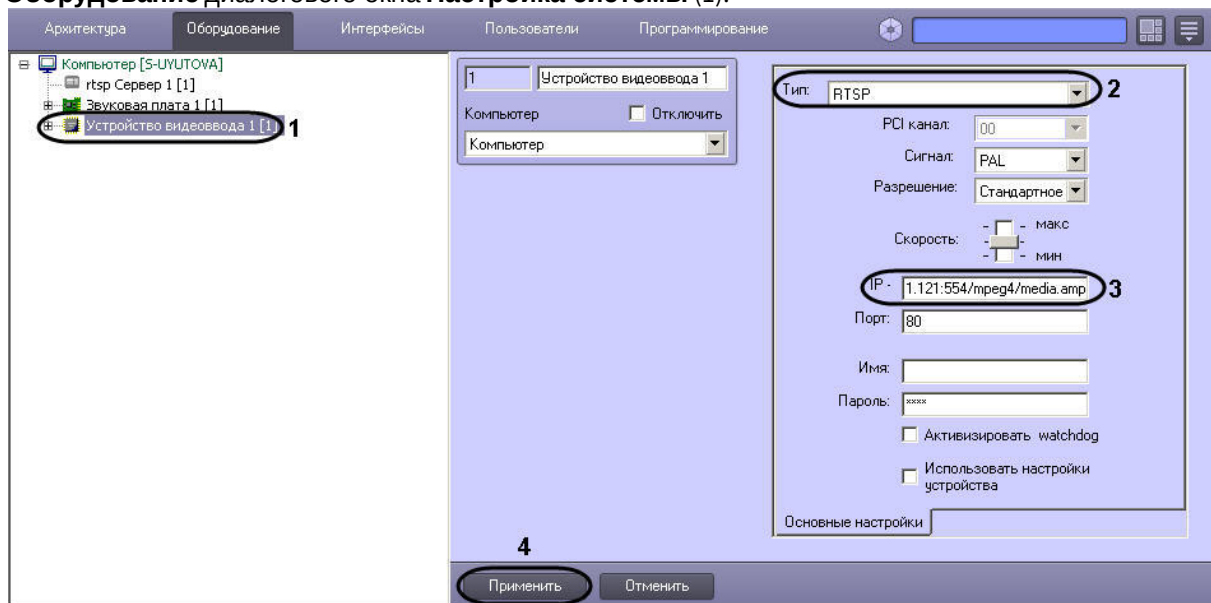 Оборудование диалогового окна Настройка системы (1).
Архитектура Оборудование Интерфейсы Пользователи Программирование
Компьютер [S-UYUTOVA]
rtsp Сервер 1 [1]
Звуковая плата 1 [1]
Устройство видеоввода 1 [1] 1
1 Устройство видеоввода 1
Компьютер Отключить
Компьютер
Тип: RTSP 2
PCI канал: 00
Сигнал: PAL
Разрешение: Стандартное
Скорость: макс
мин
IP - 1.121:554/mpeg4/media.amp 3
Порт: 80
Имя:
Пароль: ****
Активизировать watchdog
Использовать настройки
устройства
Основные настройки
4
Применить Отменить